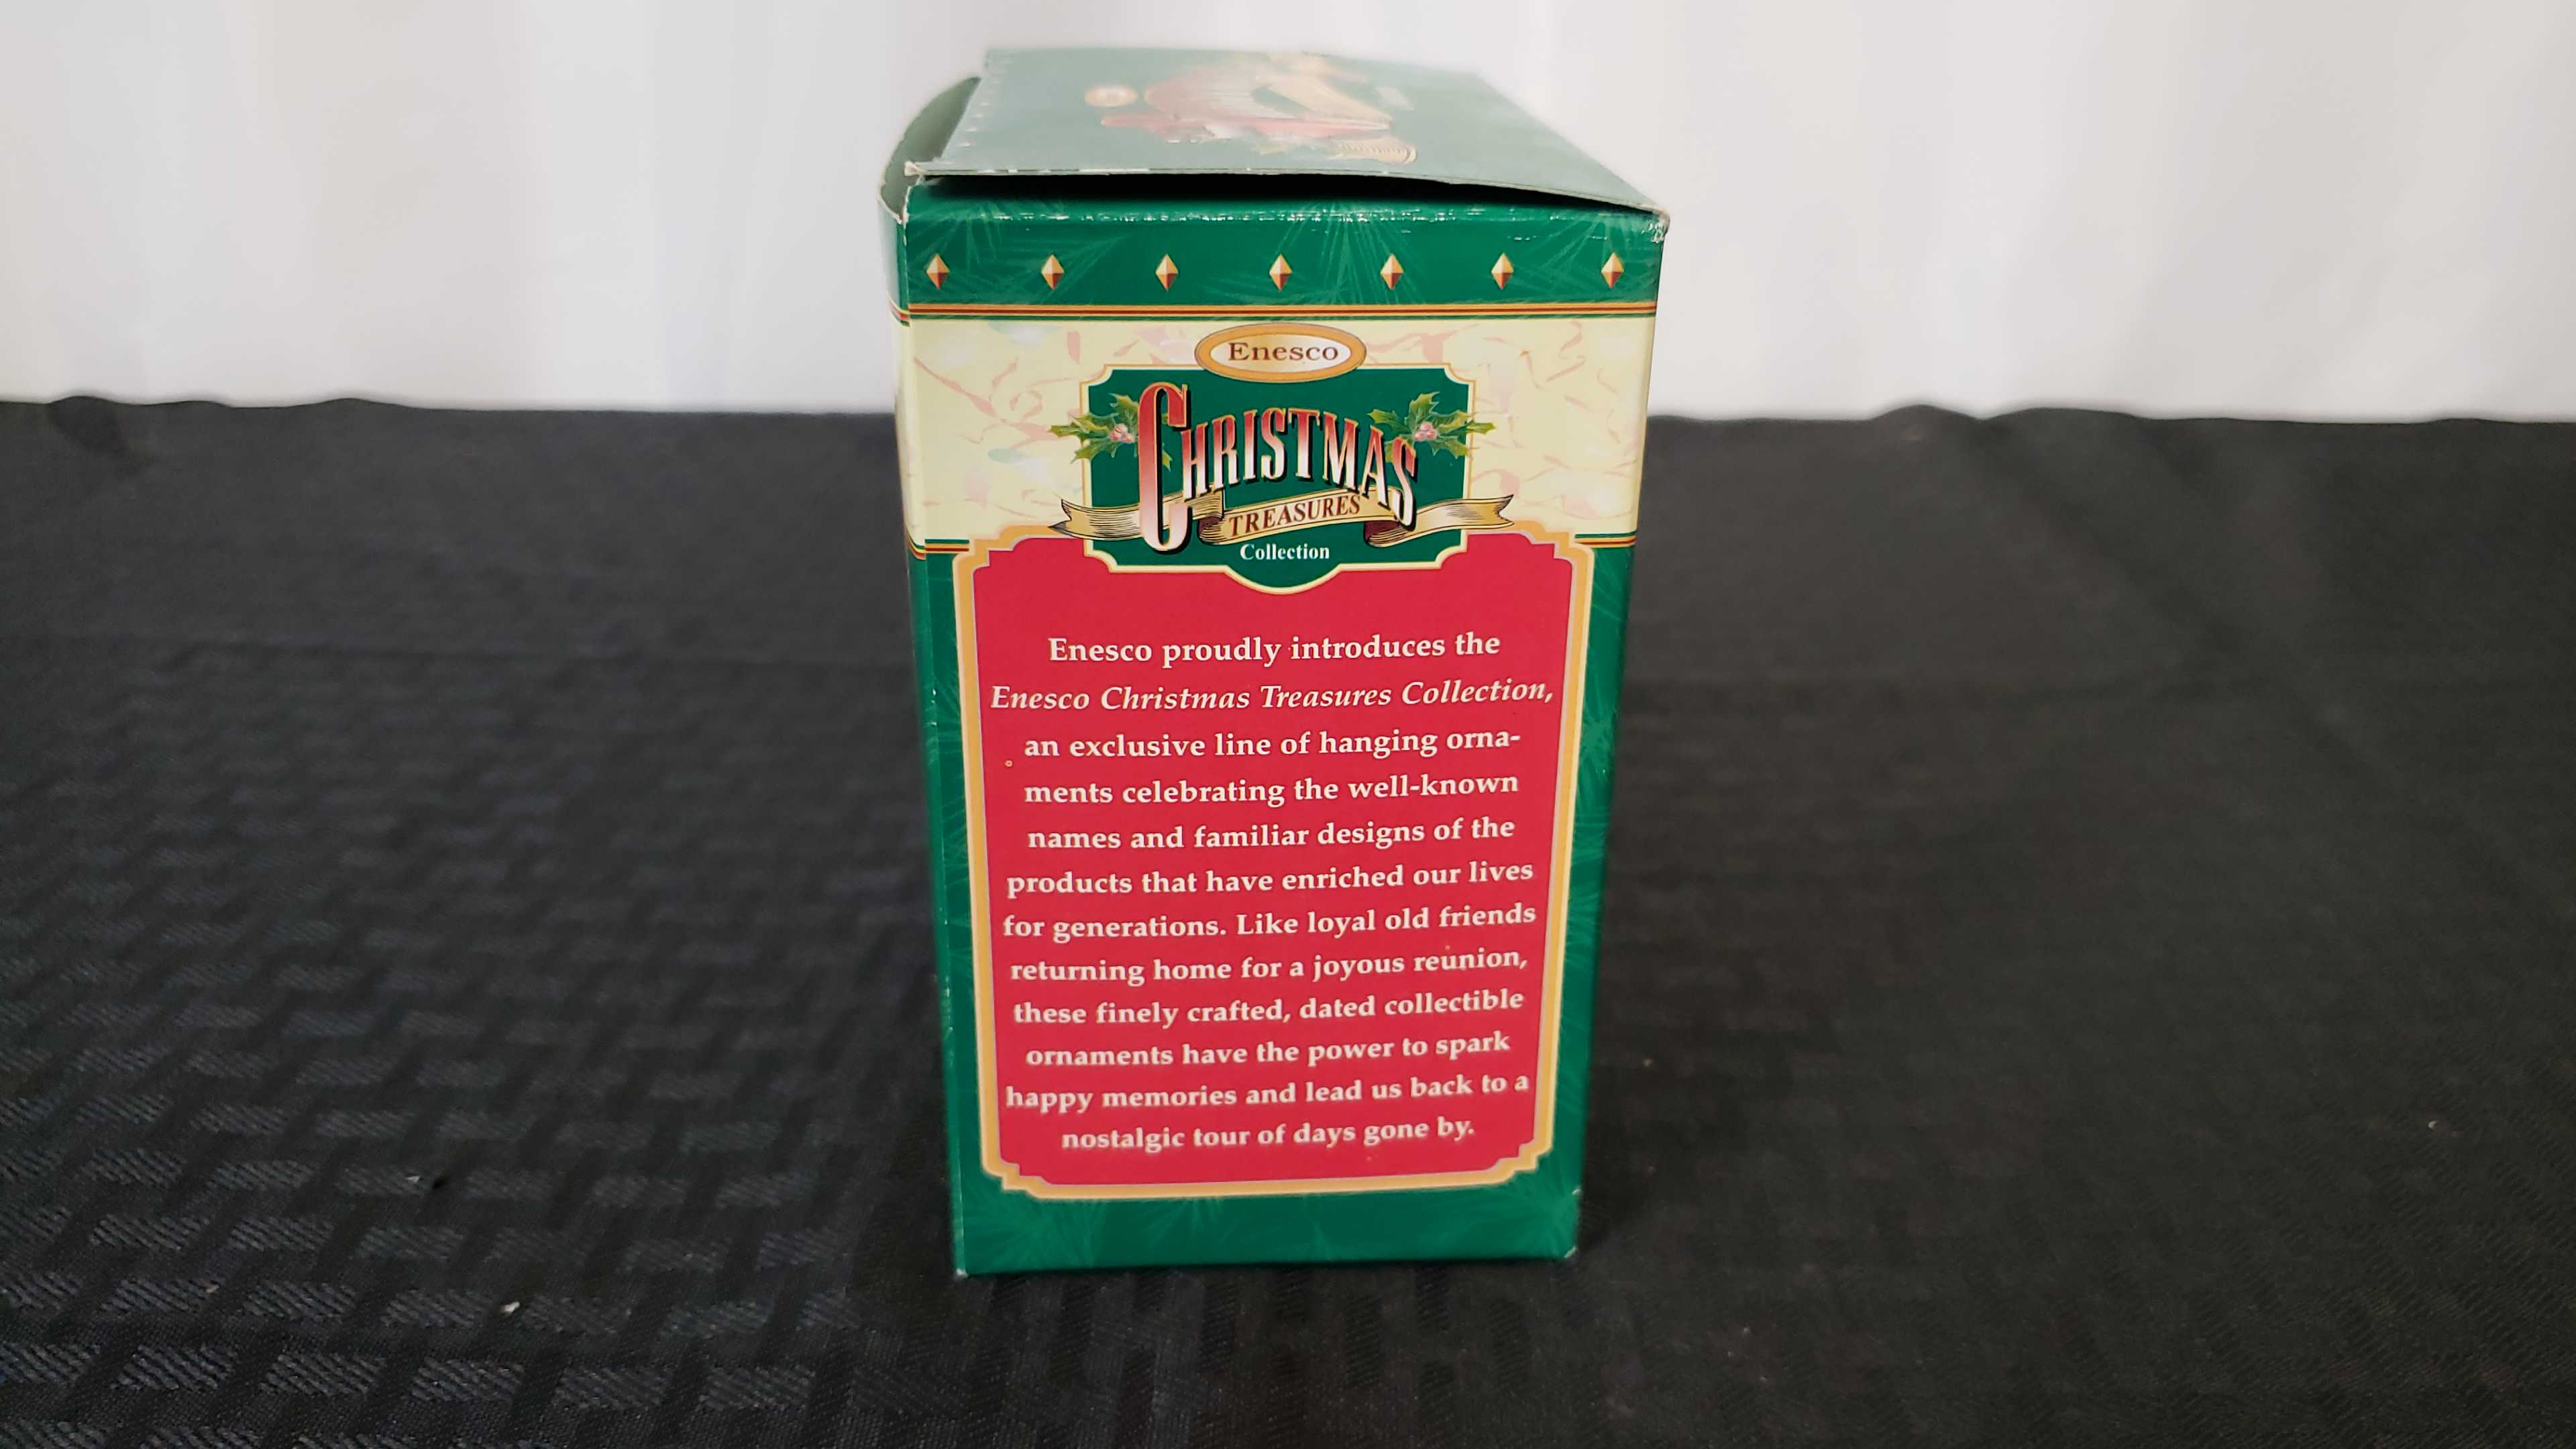 Enesco
CHRISTMAS
TREASURES
Collection
Enesco proudly introduces the
Enesco Christmas Treasures Collection,
an exclusive line of hanging orna-
ments celebrating the well-known
names and familiar designs of the
products that have enriched our lives
for generations. Like loyal old friends
returning home for a joyous reunion,
these finely crafted, dated collectible
ornaments have the power to spark
happy memories and lead us back to a
nostalgic tour of days gone by.